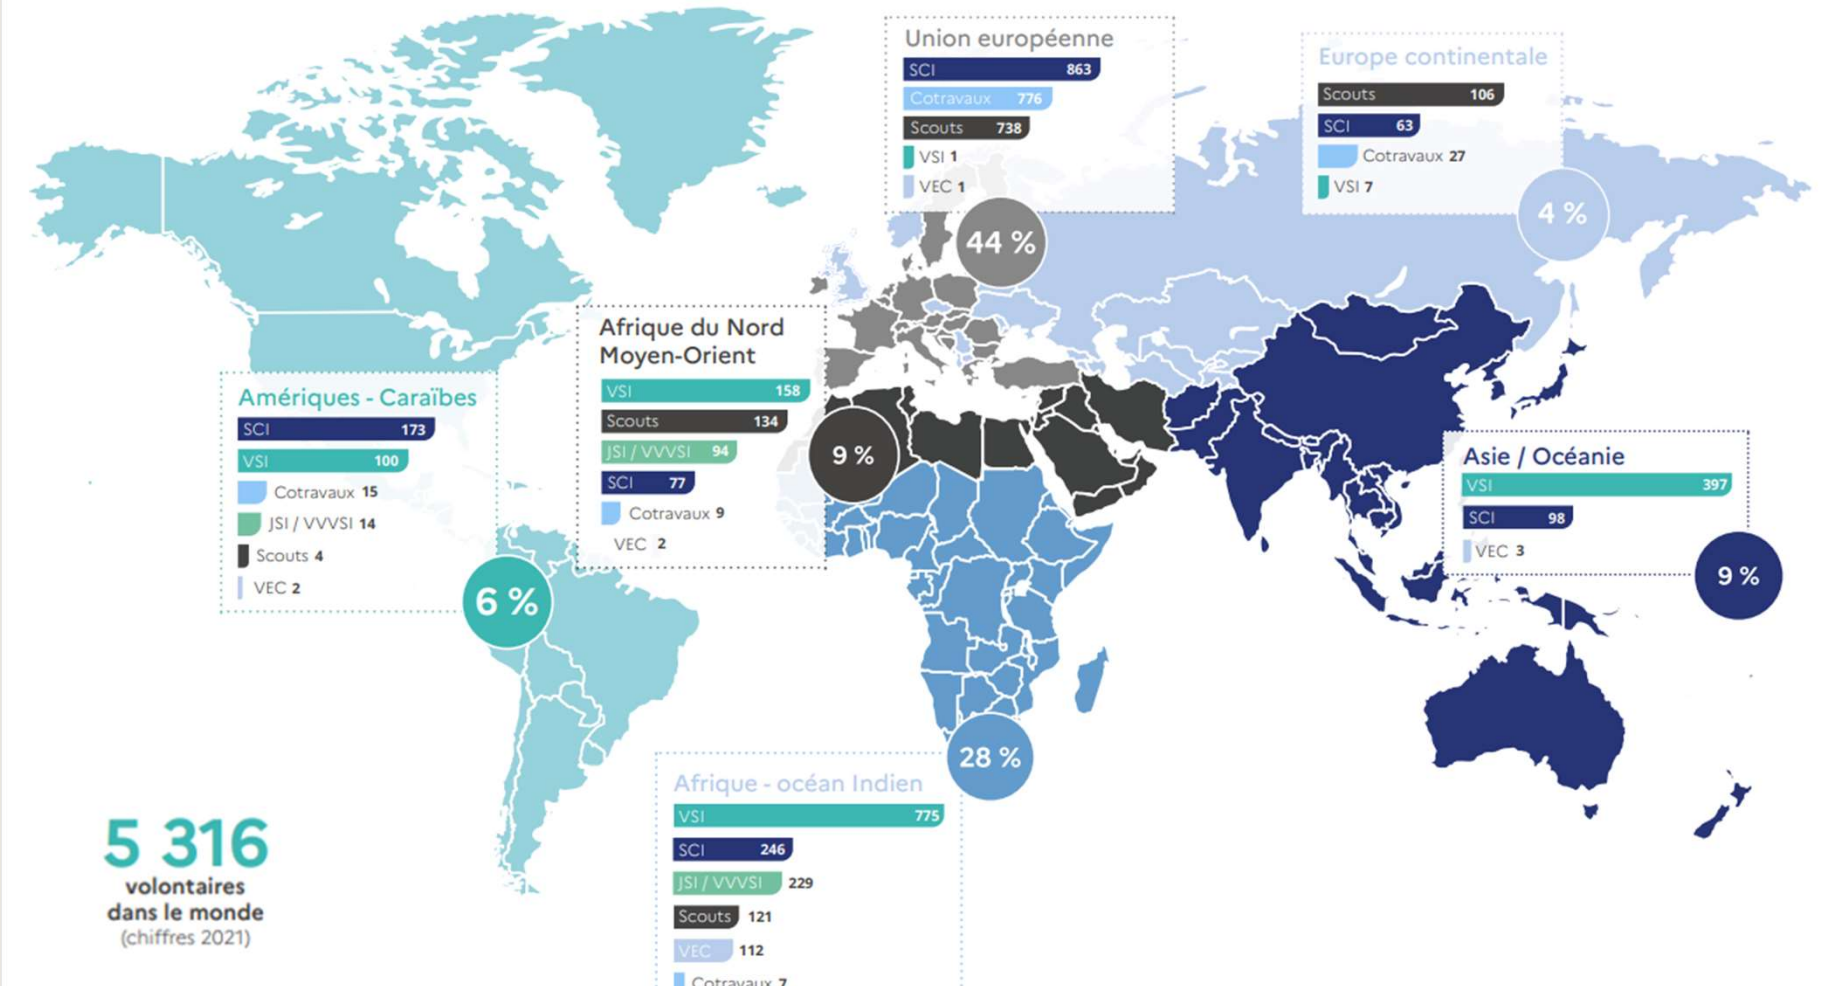 Union européenne
SCI 863
Cotravaux 776
Scouts 738
VSI 1
VEC 1
44 %
Europe continentale
Scouts 106
SCI 63
Cotravaux 27
VSI 7
4 %
Afrique du Nord
Moyen-Orient
VSI 158
Scouts 134
JSI / VVVSI 94
SCI 77
Cotravaux 9
VEC 2
9 %
Amériques - Caraïbes
SCI 173
VSI 100
Cotravaux 15
JSI / VVVSI 14
Scouts 4
VEC 2
6 %
Asie / Océanie
VSI 397
SCI 98
VEC 3
9 %
28 %
Afrique - océan Indien
VSI 775
SCI 246
JSI / VVVSI 229
Scouts 121
VEC 112
Cotravaux 7
5 316
volontaires
dans le monde
(chiffres 2021)